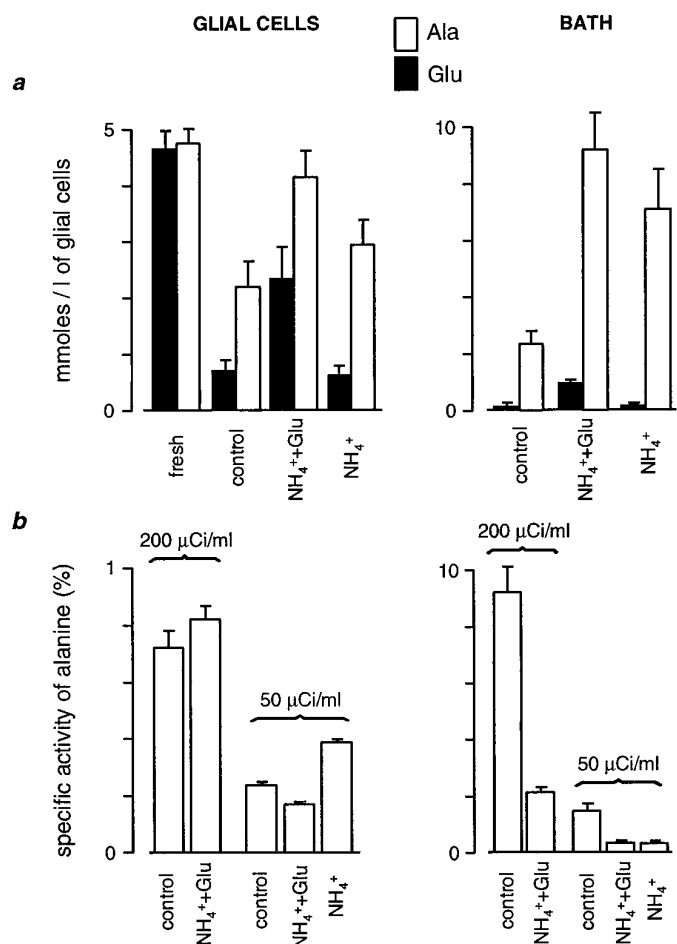 GLIAL CELLS
BATH
Ala
Glu
a
mmoles / l of glial cells
5
0
fresh
control
NH₄⁺+Glu
NH₄⁺
10
0
control
NH₄⁺+Glu
NH₄⁺
b
specific activity of alanine (%)
200 µCi/ml
1
50 µCi/ml
0
control
NH₄⁺+Glu
control
NH₄⁺+Glu
NH₄⁺
200 µCi/ml
10
50 µCi/ml
0
control
NH₄⁺+Glu
control
NH₄⁺+Glu
NH₄⁺